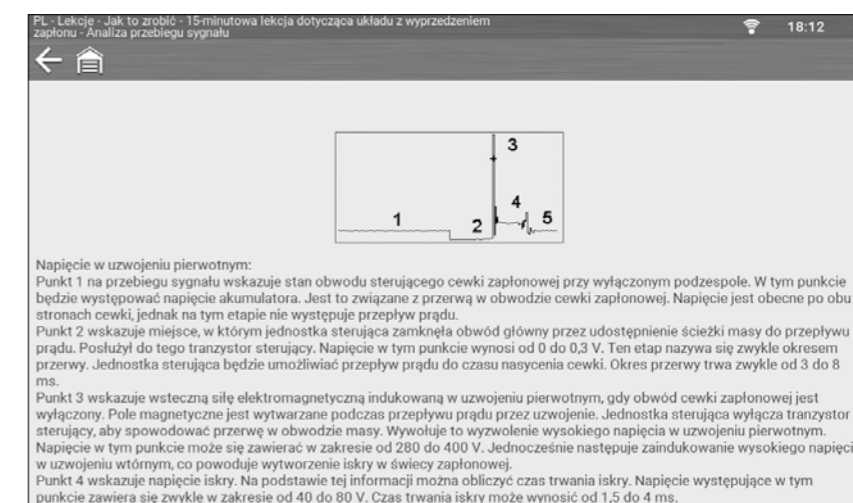 PL - Lekcje - Jak to zrobić - 15-minutowa lekcja dotycząca układu z wyprzedzeniem
zapłonu - Analiza przebiegu sygnału
18:12
3
4
1
2
5
Napięcie w uzwojeniu pierwotnym:
Punkt 1 na przebiegu sygnału wskazuje stan obwodu sterującego cewki zapłonowej przy wyłączonym podzespole. W tym punkcie
będzie występować napięcie akumulatora. Jest to związane z przerwą w obwodzie cewki zapłonowej. Napięcie jest obecne po obu
stronach cewki, jednak na tym etapie nie występuje przepływ prądu.
Punkt 2 wskazuje miejsce, w którym jednostka sterująca zamknęła obwód główny przez udostępnienie ścieżki masy do przepływu
prądu. Posłużył do tego tranzystor sterujący. Napięcie w tym punkcie wynosi od 0 do 0,3 V. Ten etap nazywa się zwykle okresem
przerwy. Jednostka sterująca będzie umożliwiać przepływ prądu do czasu nasycenia cewki. Okres przerwy trwa zwykle od 3 do 8
ms.
Punkt 3 wskazuje wsteczną siłę elektromagnetyczną indukowaną w uzwojeniu pierwotnym, gdy obwód cewki zapłonowej jest
wyłączony. Pole magnetyczne jest wytwarzane podczas przepływu prądu przez uzwojenie. Jednostka sterująca wyłącza tranzystor
sterujący, aby spowodować przerwę w obwodzie masy. Wywołuje to wyzwolenie wysokiego napięcia w uzwojeniu pierwotnym.
Napięcie w tym punkcie może się zawierać w zakresie od 280 do 400 V. Jednocześnie następuje zaindukowanie wysokiego napięci
w uzwojeniu wtórnym, co powoduje wytworzenie iskry w świecy zapłonowej.
Punkt 4 wskazuje napięcie iskry. Na podstawie tej informacji można obliczyć czas trwania iskry. Napięcie występujące w tym
punkcie zawiera się zwykle w zakresie od 40 do 80 V. Czas trwania iskry może wynosić od 1,5 do 4 ms.